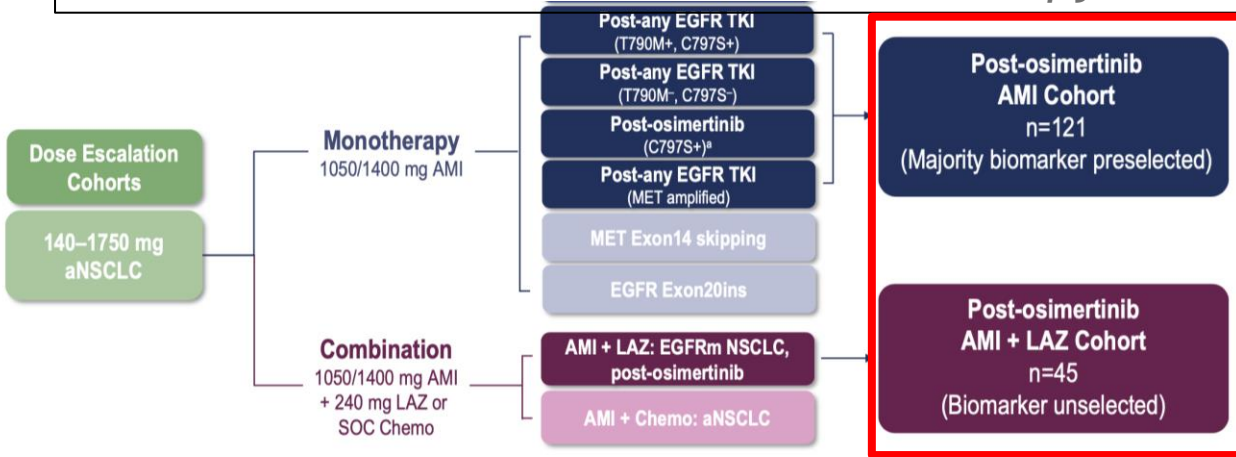 Dose Escalation
Cohorts
140–1750 mg
aNSCLC
Monotherapy
1050/1400 mg AMI
Combination
1050/1400 mg AMI
+ 240 mg LAZ or
SOC Chemo
Post-any EGFR TKI
(T790M+, C797S+)
Post-any EGFR TKI
(T790M⁻, C797S⁻)
Post-osimertinib
(C797S+)ᵃ
Post-any EGFR TKI
(MET amplified)
MET Exon14 skipping
EGFR Exon20ins
AMI + LAZ: EGFRm NSCLC,
post-osimertinib
AMI + Chemo: aNSCLC
Post-osimertinib
AMI Cohort
n=121
(Majority biomarker preselected)
Post-osimertinib
AMI + LAZ Cohort
n=45
(Biomarker unselected)